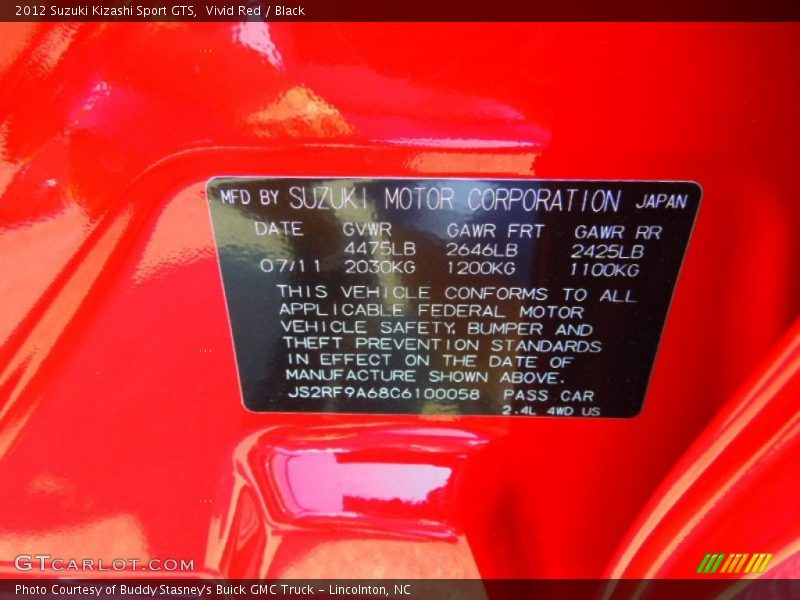 2012 Suzuki Kizashi Sport GTS,  Vivid Red / Black
MFD BY SUZUKI MOTOR CORPORATION JAPAN
DATE GVWR GAWR FRT GAWR RR
4475LB 2646LB 2425LB
07/11 2030KG 1200KG 1100KG
THIS VEHICLE CONFORMS TO ALL
APPLICABLE FEDERAL MOTOR
VEHICLE SAFETY, BUMPER AND
THEFT PREVENTION STANDARDS
IN EFFECT ON THE DATE OF
MANUFACTURE SHOWN ABOVE.
JS2RF9A68C6100058 PASS CAR
2.4L 4WD US
GTCARLOT.COM
Photo Courtesy of Buddy Stasney's Buick GMC Truck - Lincolnton, NC